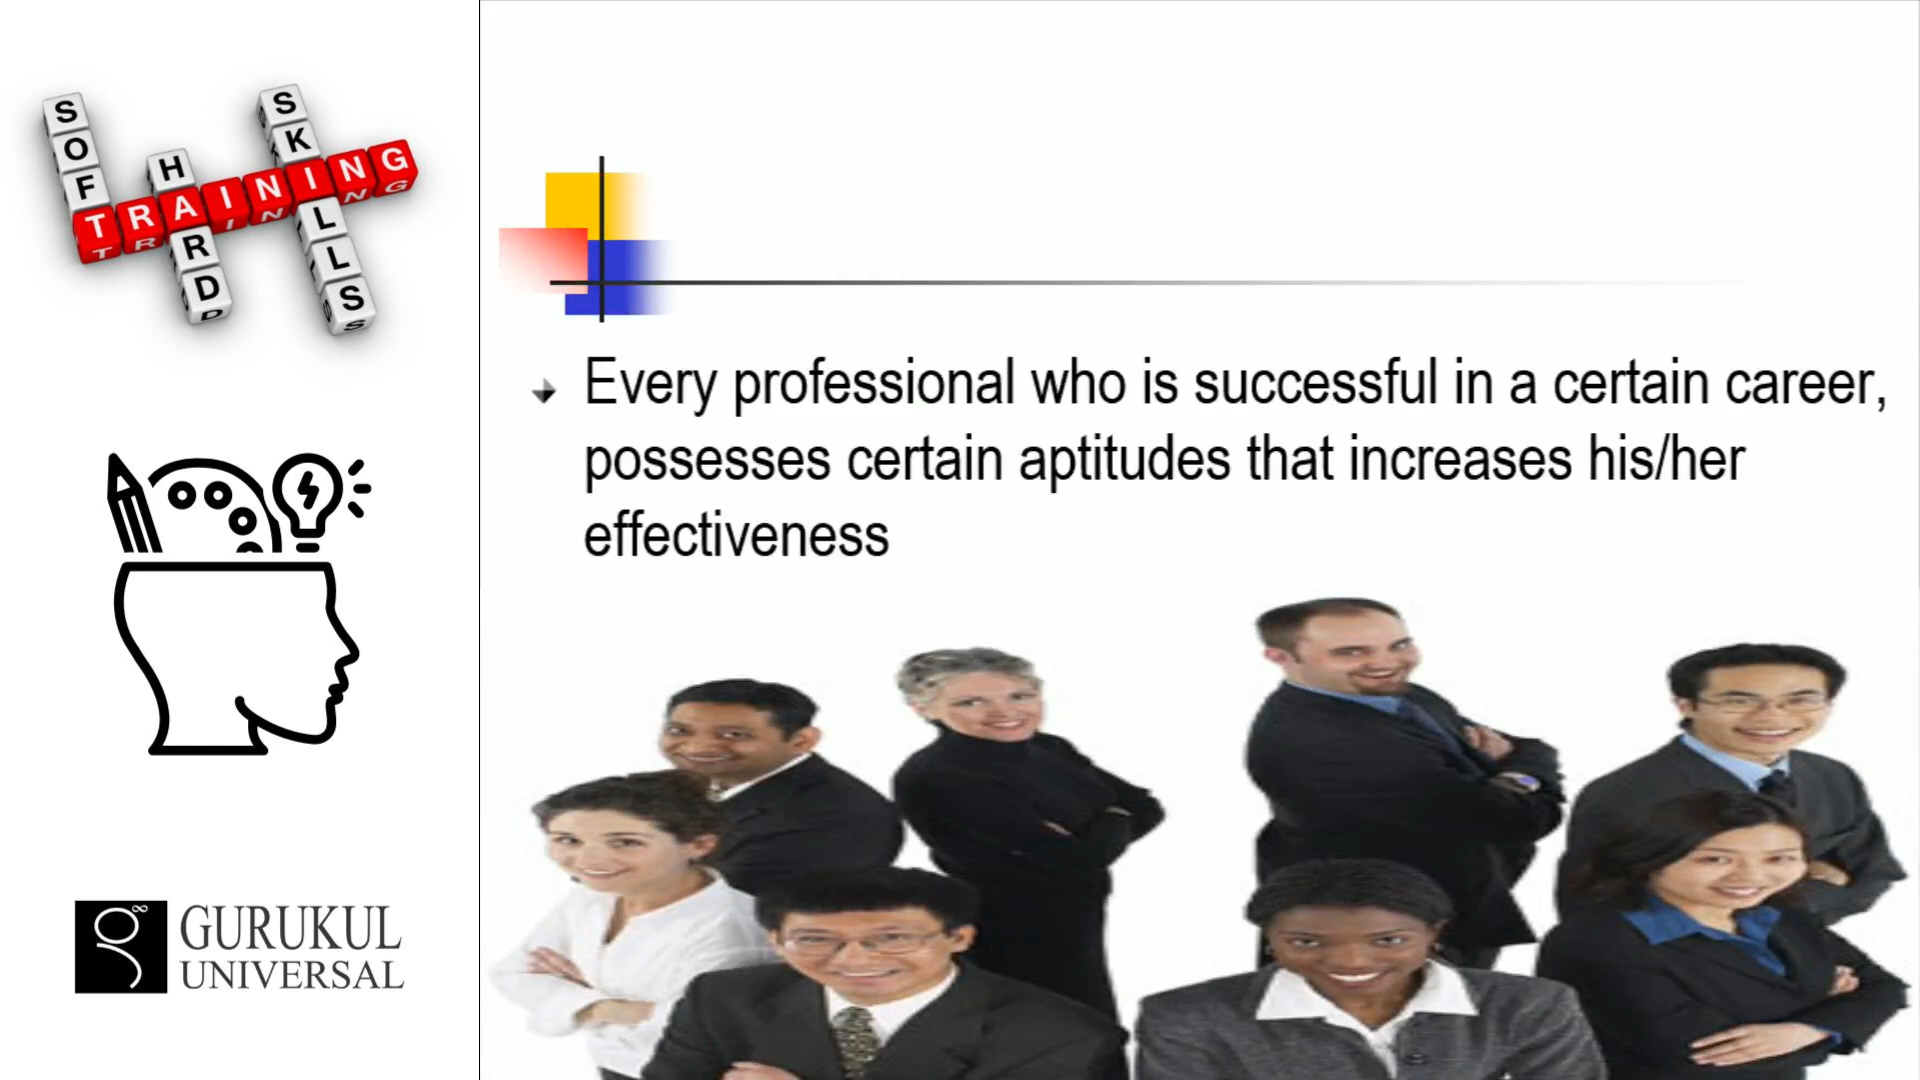 SOFT
HARD
SKILLS
TRAINING
Every professional who is successful in a certain career,
possesses certain aptitudes that increases his/her
effectiveness
GURUKUL
UNIVERSAL